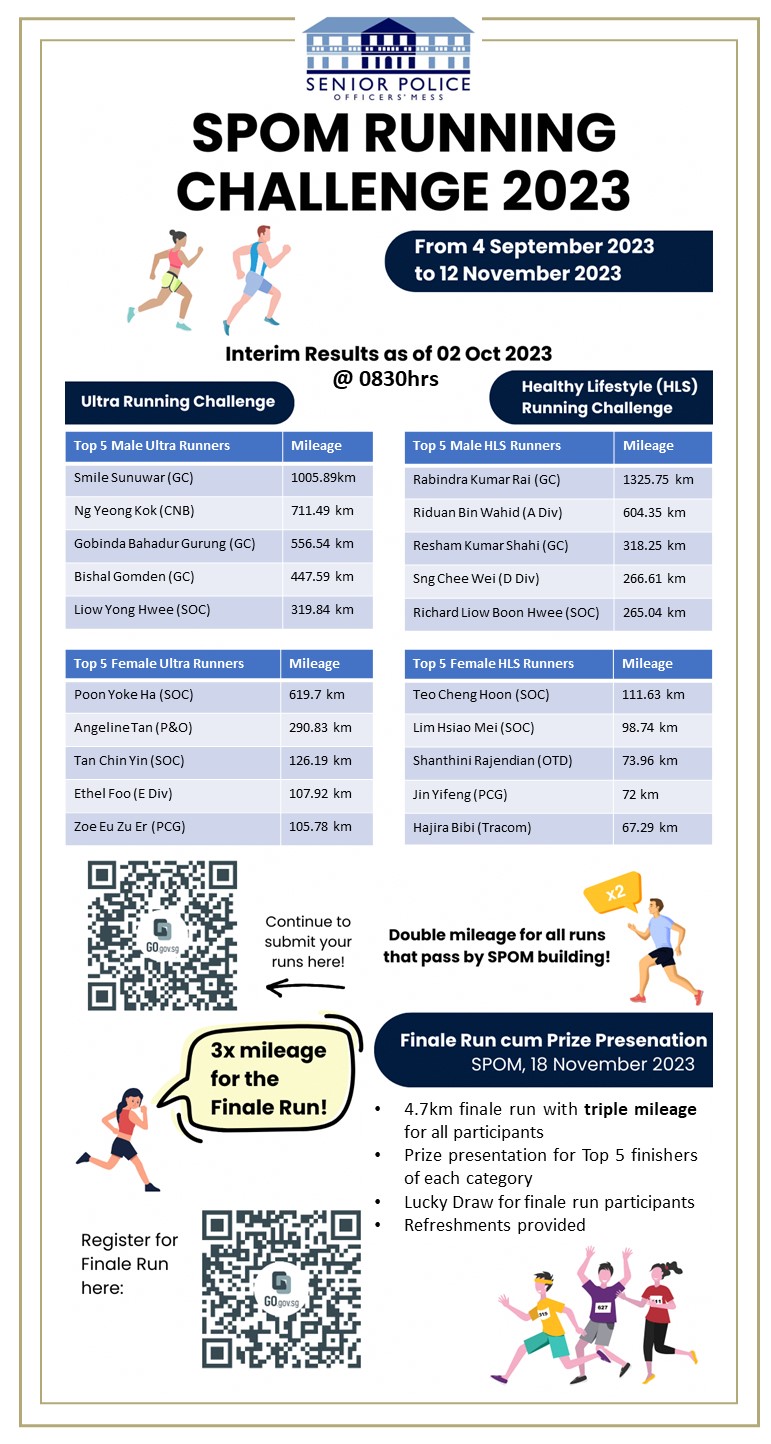 SENIOR POLICE
OFFICERS' MESS
SPOM RUNNING
CHALLENGE 2023
From 4 September 2023
to 12 November 2023
Interim Results as of 02 Oct 2023
@ 0830hrs
Ultra Running Challenge
Top 5 Male Ultra Runners Mileage
Smile Sunuwar (GC) 1005.89km
Ng Yeong Kok (CNB) 711.49 km
Gobinda Bahadur Gurung (GC) 556.54 km
Bishal Gomden (GC) 447.59 km
Liow Yong Hwee (SOC) 319.84 km
Top 5 Female Ultra Runners Mileage
Poon Yoke Ha (SOC) 619.7 km
Angeline Tan (P&O) 290.83 km
Tan Chin Yin (SOC) 126.19 km
Ethel Foo (E Div) 107.92 km
Zoe Eu Zu Er (PCG) 105.78 km
Healthy Lifestyle (HLS)
Running Challenge
Top 5 Male HLS Runners Mileage
Rabindra Kumar Rai (GC) 1325.75 km
Riduan Bin Wahid (A Div) 604.35 km
Resham Kumar Shahi (GC) 318.25 km
Sng Chee Wei (D Div) 266.61 km
Richard Liow Boon Hwee (SOC) 265.04 km
Top 5 Female HLS Runners Mileage
Teo Cheng Hoon (SOC) 111.63 km
Lim Hsiao Mei (SOC) 98.74 km
Shanthini Rajendian (OTD) 73.96 km
Jin Yifeng (PCG) 72 km
Hajira Bibi (Tracom) 67.29 km
GO.gov.sg
Continue to
submit your
runs here!
x2
Double mileage for all runs
that pass by SPOM building!
3x mileage
for the
Finale Run!
Finale Run cum Prize Presenation
SPOM, 18 November 2023
• 4.7km finale run with triple mileage
for all participants
• Prize presentation for Top 5 finishers
of each category
• Lucky Draw for finale run participants
• Refreshments provided
Register for
Finale Run
here:
GO.gov.sg
319
627